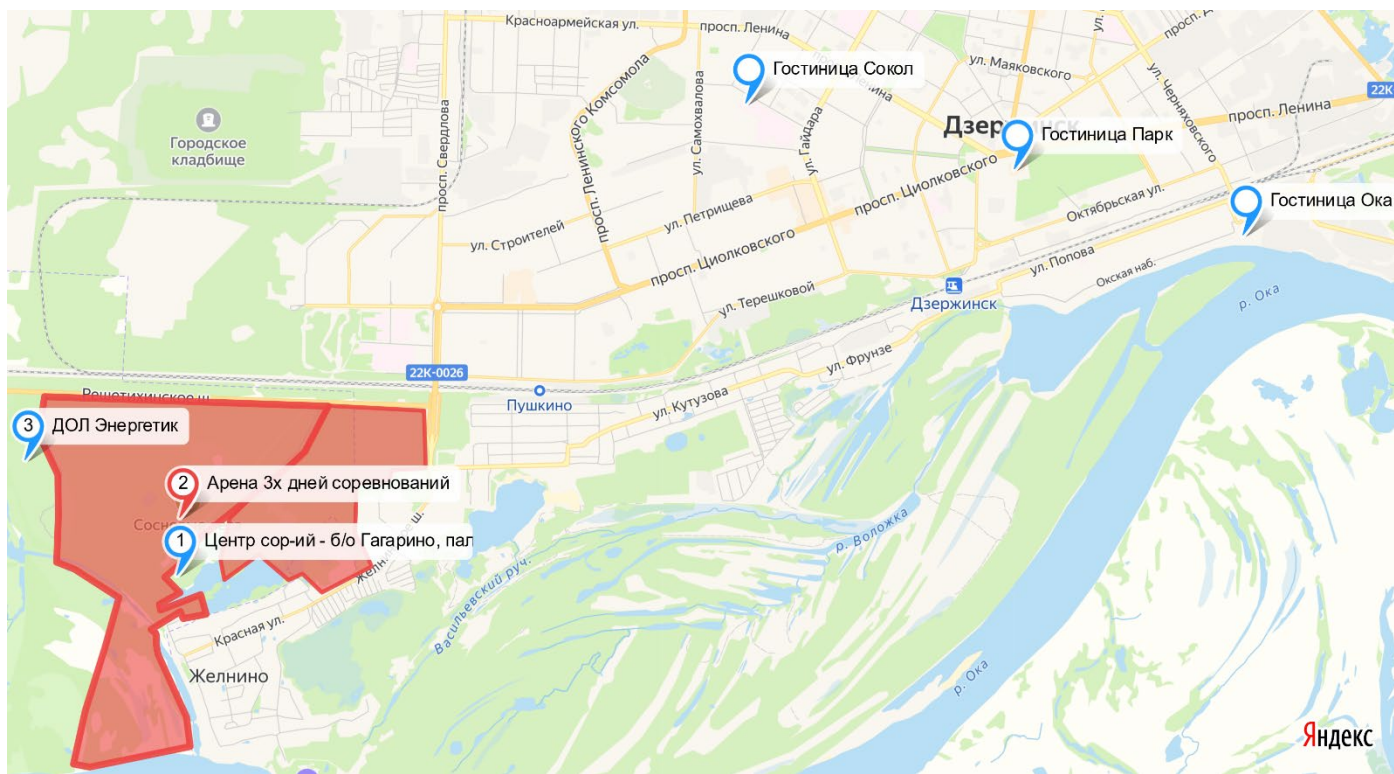 Красноармейская ул.
просп. Ленина
ул. Маяковского
Гостиница Сокол
ул. Черняховского
просп. Ленина
22К
Городское
кладбище
просп. Свердлова
просп. Ленинского Комсомола
ул. Самохвалова
ул. Гайдара
Гостиница Парк
просп. Циолковского
Октябрьская ул.
Гостиница Ока
ул. Петрищева
ул. Строителей
просп. Циолковского
ул. Попова
Окская наб.
р. Ока
ул. Терешковой
Дзержинск
22К-0026
ул. Фрунзе
Пушкино
ул. Кутузова
3 ДОЛ Энергетик
2 Арена 3х дней соревнований
1 Центр сор-ий - б/о Гагарино, пал
р. Воложка
Васильевский руч.
Красная ул.
Желнино
р. Ока
Яндекс